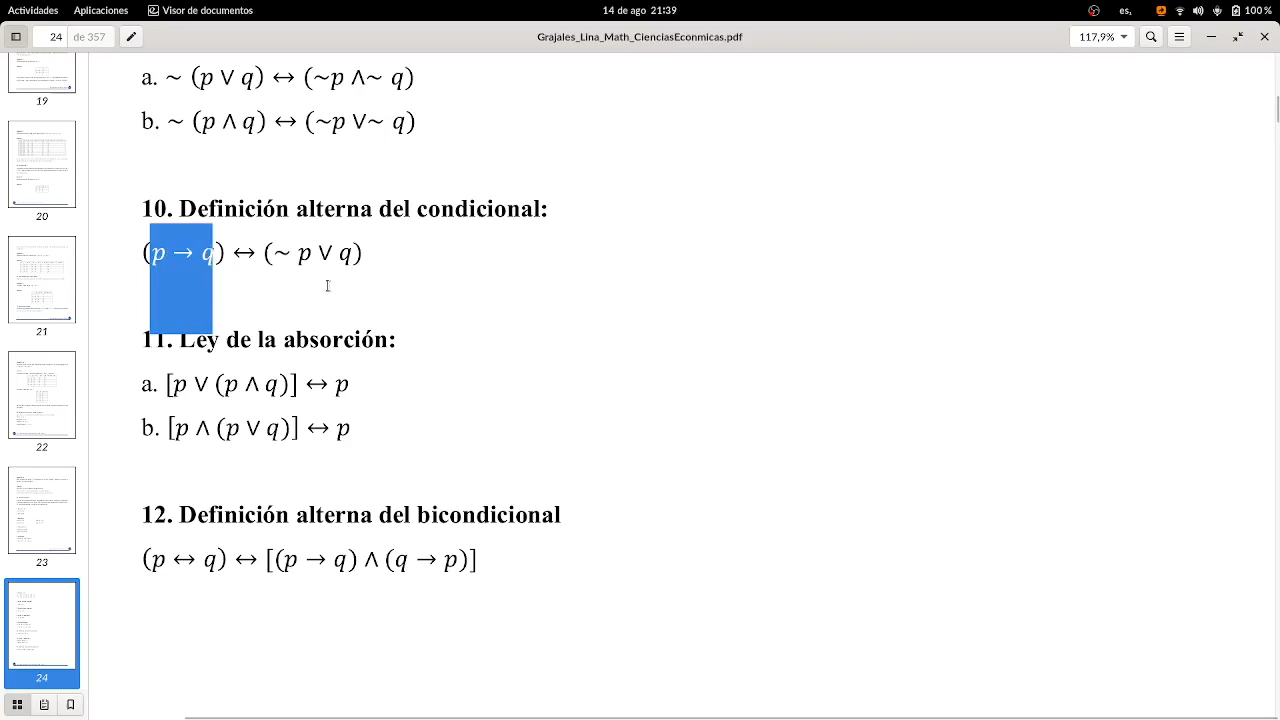 Actividades Aplicaciones Visor de documentos 14 de ago 21:39 es, 100 %
24 de 357 Grajales_Lina_Math_CienciasEconmicas.pdf 117,9%
19
20
21
22
23
24
a. ~ (p ∨ q) ↔ (~p ∧~ q)
b. ~ (p ∧ q) ↔ (~p ∨~ q)
10. Definición alterna del condicional:
(p → q) ↔ (~ p ∨ q)
11. Ley de la absorción:
a. [p ∨ (p ∧ q)] ↔ p
b. [p ∧ (p ∨ q)] ↔ p
12. Definición alterna del bicondicional
(p ↔ q) ↔ [(p → q) ∧ (q → p)]